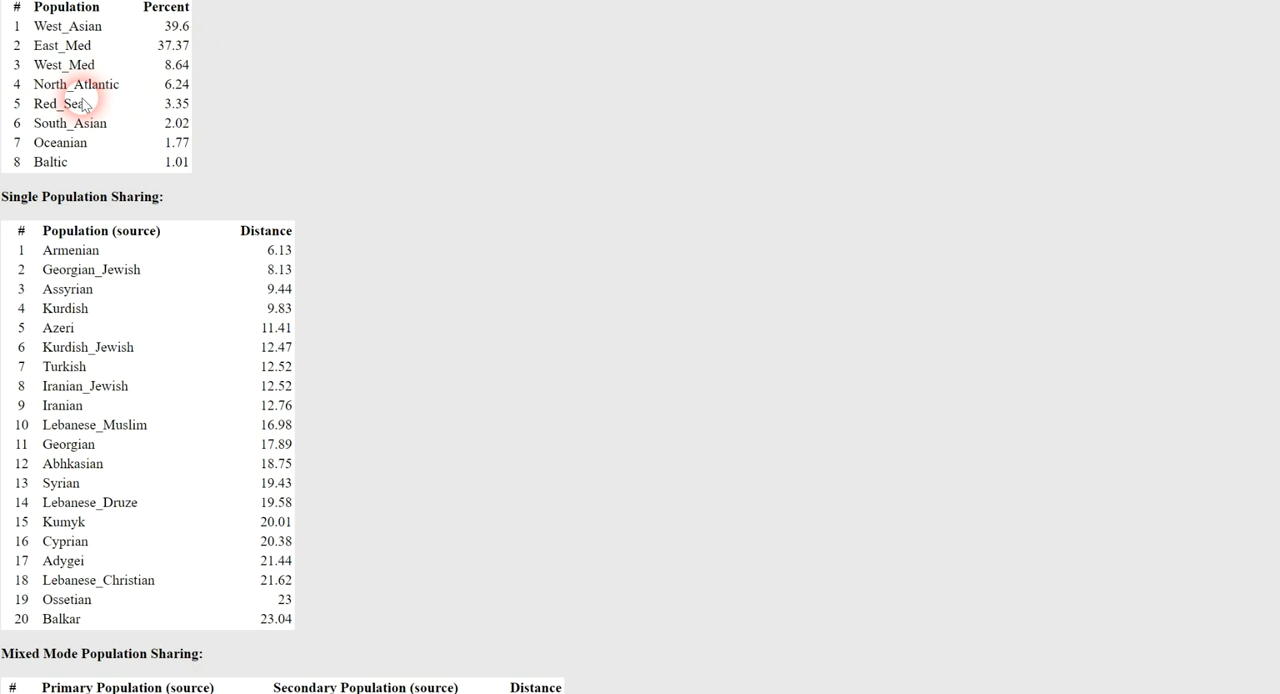 # Population Percent
1 West_Asian 39.6
2 East_Med 37.37
3 West_Med 8.64
4 North_Atlantic 6.24
5 Red_Sea 3.35
6 South_Asian 2.02
7 Oceanian 1.77
8 Baltic 1.01
Single Population Sharing:
# Population (source) Distance
1 Armenian 6.13
2 Georgian_Jewish 8.13
3 Assyrian 9.44
4 Kurdish 9.83
5 Azeri 11.41
6 Kurdish_Jewish 12.47
7 Turkish 12.52
8 Iranian_Jewish 12.52
9 Iranian 12.76
10 Lebanese_Muslim 16.98
11 Georgian 17.89
12 Abhkasian 18.75
13 Syrian 19.43
14 Lebanese_Druze 19.58
15 Kumyk 20.01
16 Cyprian 20.38
17 Adygei 21.44
18 Lebanese_Christian 21.62
19 Ossetian 23
20 Balkar 23.04
Mixed Mode Population Sharing:
# Primary Population (source) Secondary Population (source) Distance